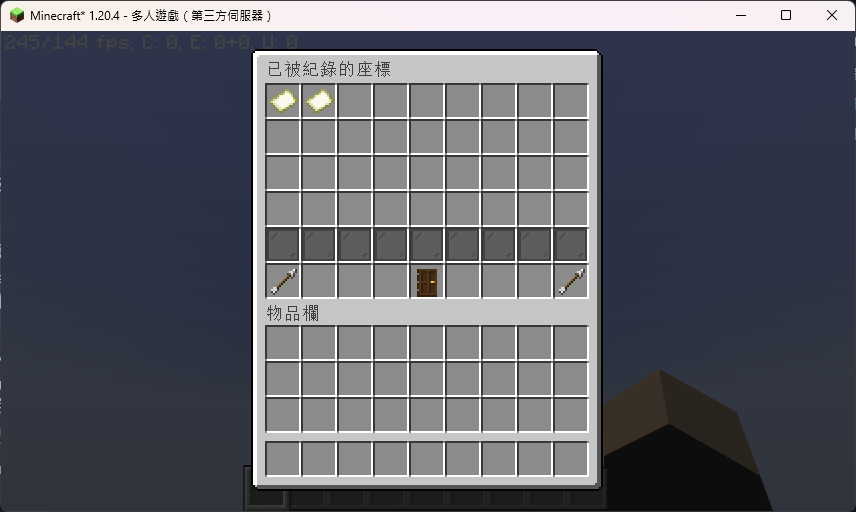 Minecraft* 1.20.4 - 多人遊戲（第三方伺服器）
245/144 fps, C: 0, E: 0+0, U: 0
已被紀錄的座標
物品欄